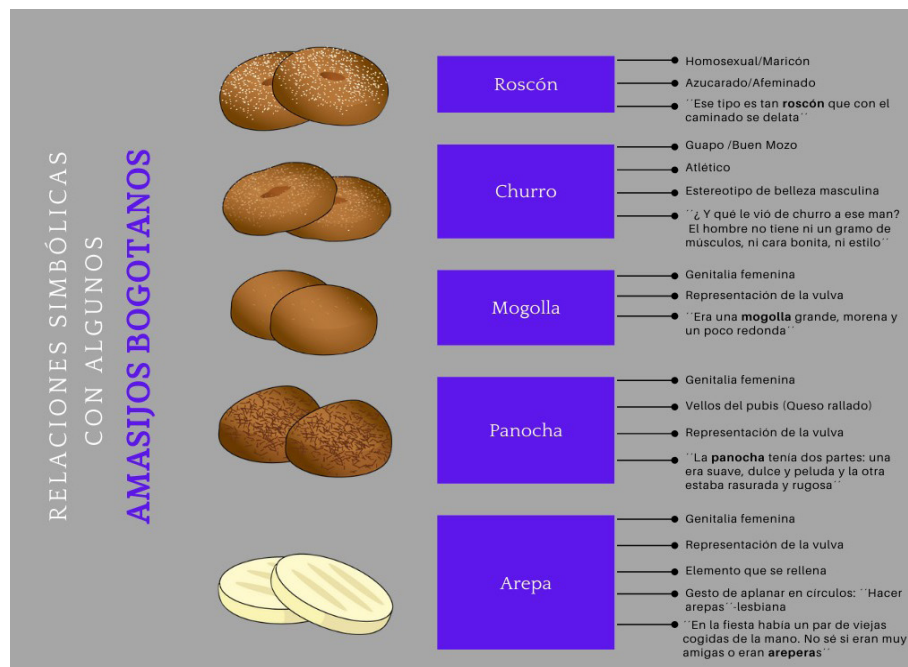 RELACIONES SIMBÓLICAS
CON ALGUNOS
AMASIJOS BOGOTANOS
Roscón
Homosexual/Maricón
Azucarado/Afeminado
´´Ese tipo es tan roscón que con el
caminado se delata´´
Churro
Guapo /Buen Mozo
Atlético
Estereotipo de belleza masculina
´´¿ Y qué le vió de churro a ese man?
El hombre no tiene ni un gramo de
músculos, ni cara bonita, ni estilo´´
Mogolla
Genitalia femenina
Representación de la vulva
´´Era una mogolla grande, morena y
un poco redonda´´
Panocha
Genitalia femenina
Vellos del pubis (Queso rallado)
Representación de la vulva
´´La panocha tenía dos partes: una
era suave, dulce y peluda y la otra
estaba rasurada y rugosa´´
Arepa
Genitalia femenina
Representación de la vulva
Elemento que se rellena
Gesto de aplanar en círculos: ´´Hacer
arepas´´-lesbiana
´´En la fiesta había un par de viejas
cogidas de la mano. No sé si eran muy
amigas o eran areperas´´